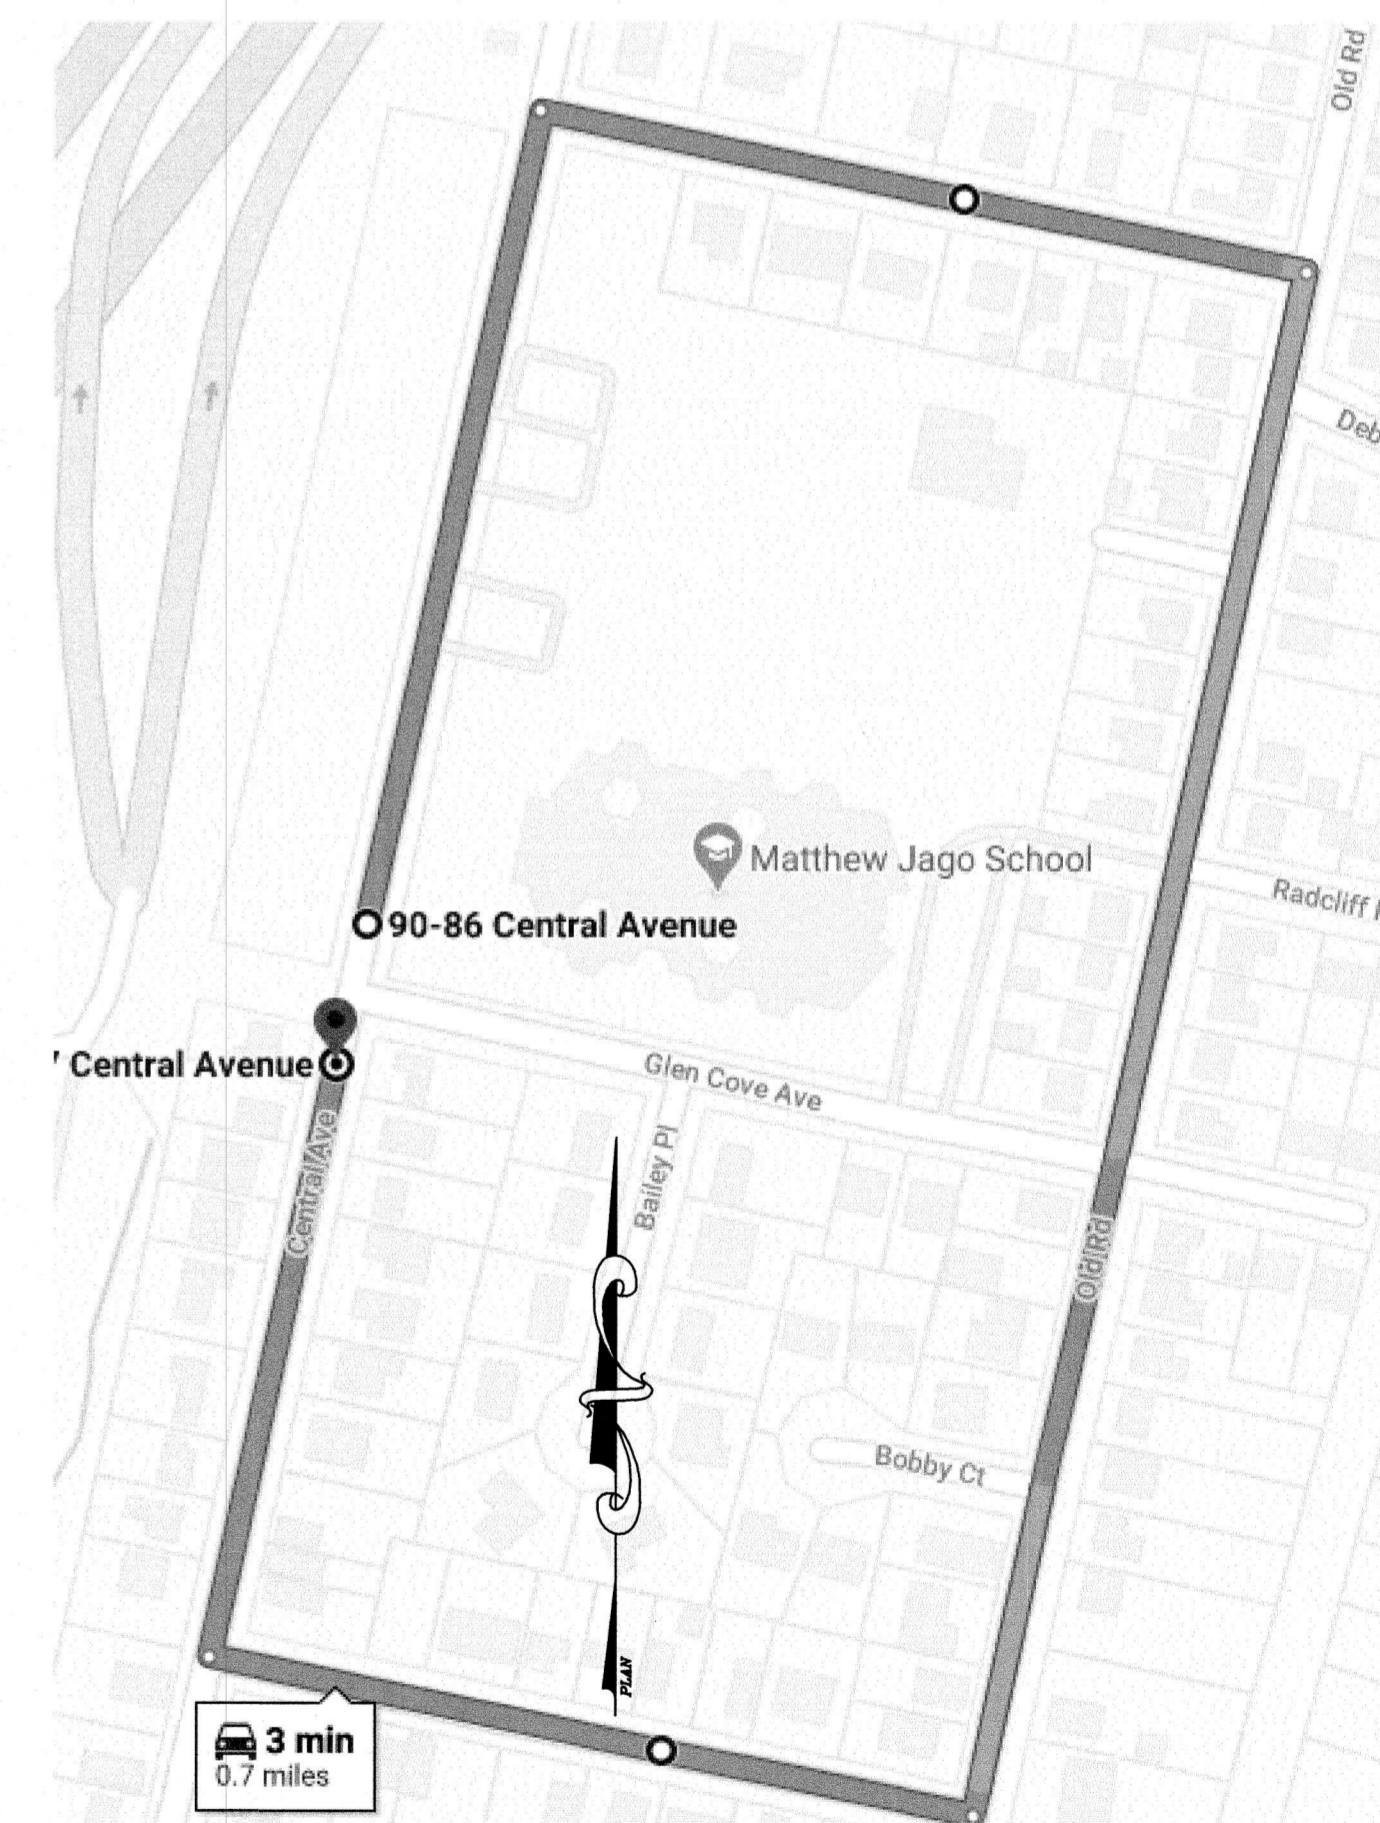 Old Rd
Deb
Matthew Jago School
90-86 Central Avenue
Radcliff
Central Avenue
Glen Cove Ave
Central Ave
Bailey Pl
Old Rd
Bobby Ct
PLAN
3 min
0.7 miles